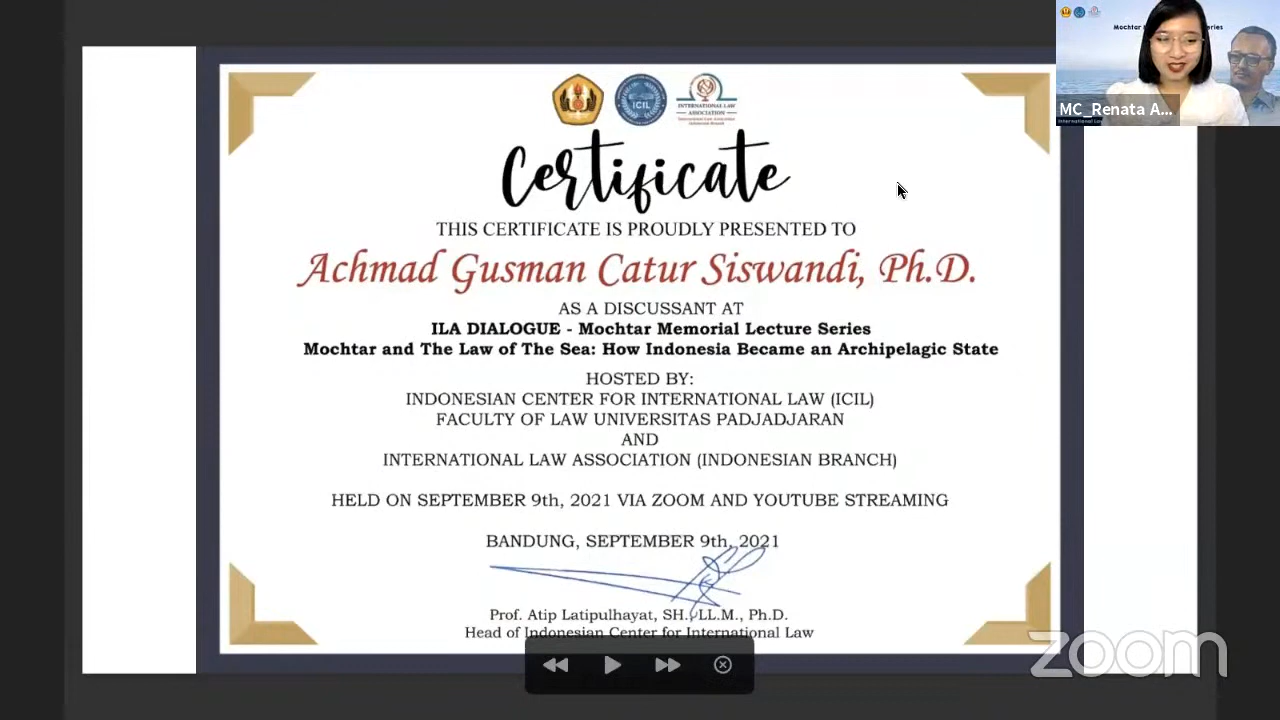 ICIL
INTERNATIONAL LAW
ASSOCIATION
Certificate
THIS CERTIFICATE IS PROUDLY PRESENTED TO
Achmad Gusman Catur Siswandi, Ph.D.
AS A DISCUSSANT AT
ILA DIALOGUE - Mochtar Memorial Lecture Series
Mochtar and The Law of The Sea: How Indonesia Became an Archipelagic State
HOSTED BY:
INDONESIAN CENTER FOR INTERNATIONAL LAW (ICIL)
FACULTY OF LAW UNIVERSITAS PADJADJARAN
AND
INTERNATIONAL LAW ASSOCIATION (INDONESIAN BRANCH)
HELD ON SEPTEMBER 9th, 2021 VIA ZOOM AND YOUTUBE STREAMING
BANDUNG, SEPTEMBER 9th, 2021
Prof. Atip Latipulhayat, SH., LL.M., Ph.D.
Head of Indonesian Center for International Law
MC_Renata A...
zoom